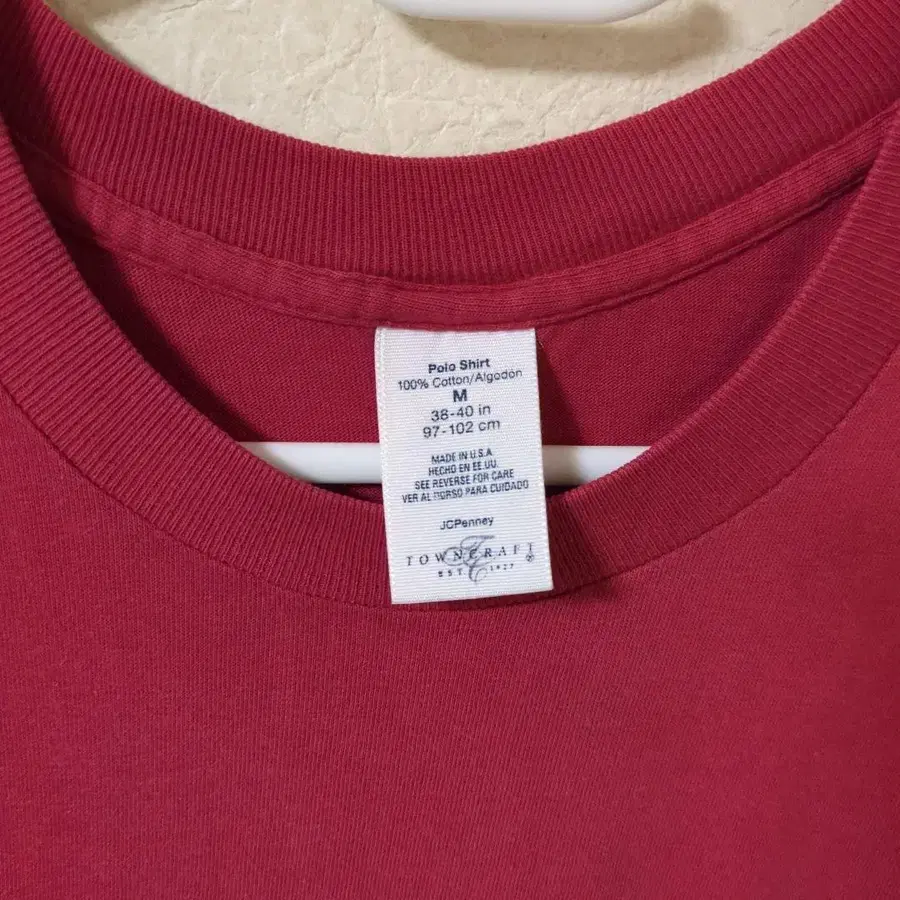 Polo Shirt
100% Cotton/Algodón
M
38-40 in
97-102 cm
MADE IN U.S.A.
HECHO EN EE.UU.
SEE REVERSE FOR CARE
VER AL DORSO PARA CUIDADO
JCPenney
TOWNCRAFT
EST 1927